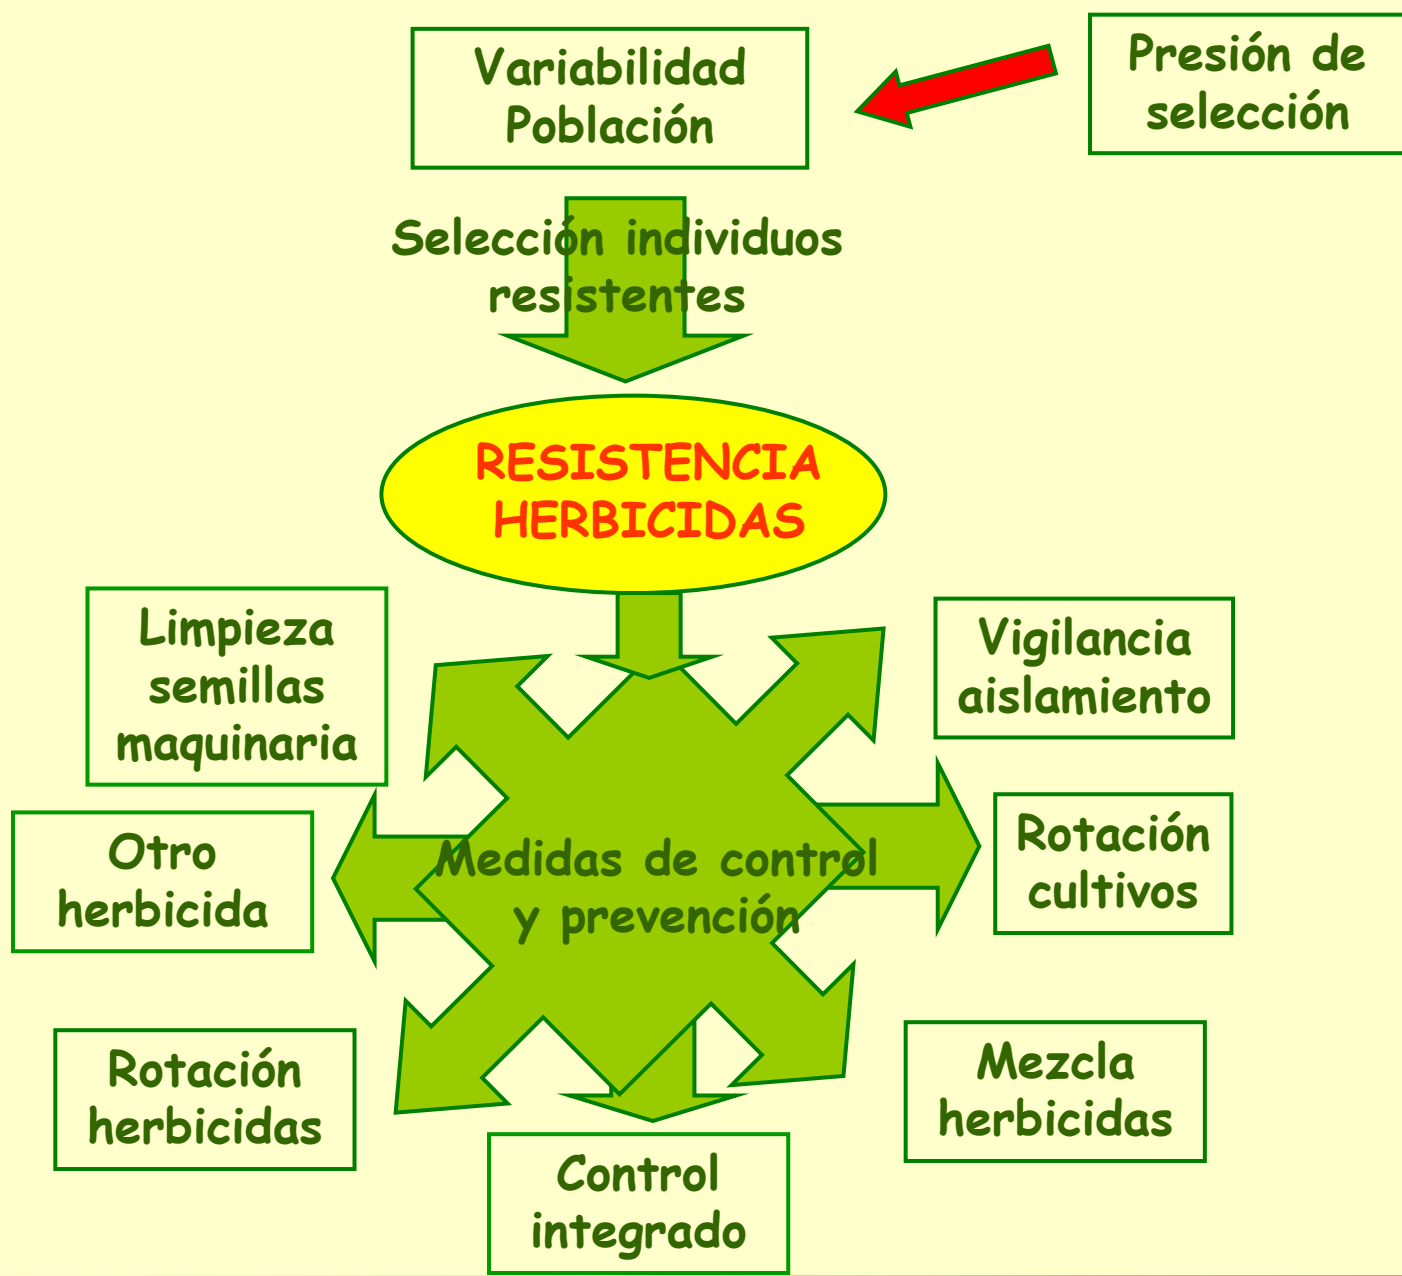 Variabilidad
Población
Presión de
selección
Selección individuos
resistentes
RESISTENCIA
HERBICIDAS
Limpieza
semillas
maquinaria
Vigilancia
aislamiento
Otro
herbicida
Medidas de control
y prevención
Rotación
cultivos
Rotación
herbicidas
Mezcla
herbicidas
Control
integrado